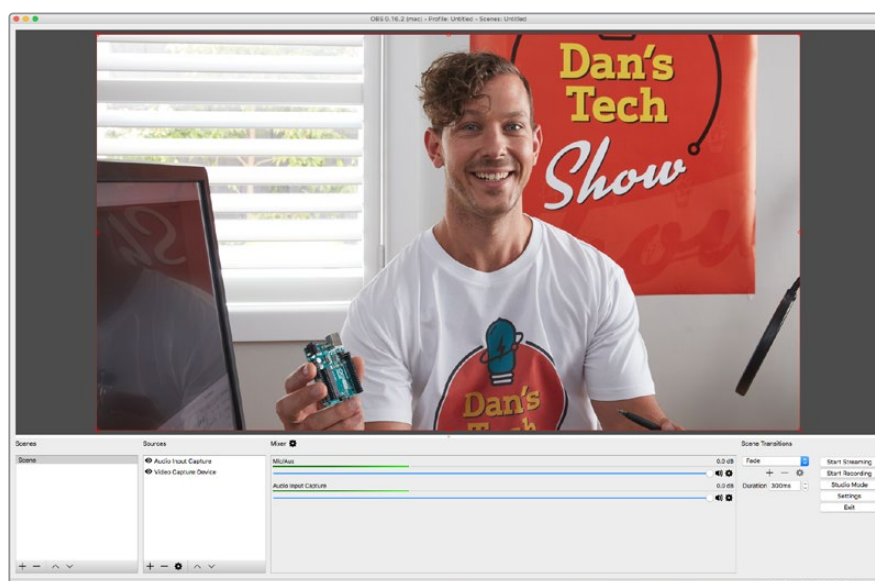 OBS 0.16.2 (mac) - Profile: Untitled - Scenes: Untitled
Dan's
Tech
Show
Dan's
Scenes
Sources
Mixer
Scene Transitions
Scene
Audio Input Capture
Video Capture Device
Mic/Aux
0.0 dB
Audio Input Capture
0.0 dB
Fade
Duration 300ms
Start Streaming
Start Recording
Studio Mode
Settings
Exit